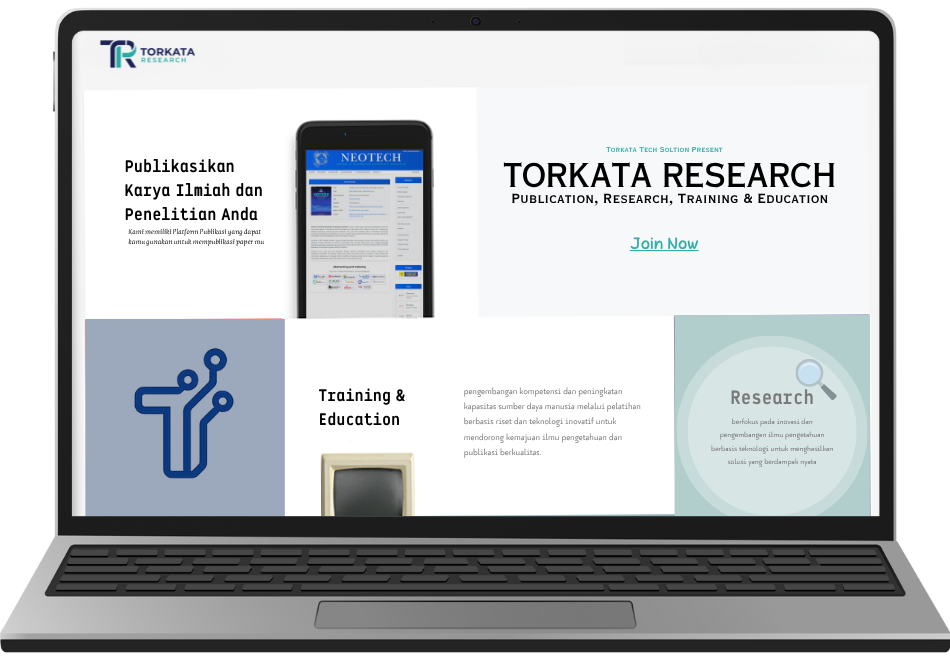 TORKATA
RESEARCH
Publikasikan
Karya Ilmiah dan
Penelitian Anda
Kami memiliki Platform Publikasi yang dapat
kamu gunakan untuk mempublikasi paper mu
NEOTECH
Torkata Tech Soltion Present
TORKATA RESEARCH
Publication, Research, Training & Education
Join Now
Training &
Education
pengembangan kompetensi dan peningkatan
kapasitas sumber daya manusia melalui pelatihan
berbasis riset dan teknologi inovatif untuk
mendorong kemajuan ilmu pengetahuan dan
publikasi berkualitas.
Research
berfokus pada inovasi dan
pengembangan ilmu pengetahuan
berbasis teknologi untuk menghasilkan
solusi yang berdampak nyata